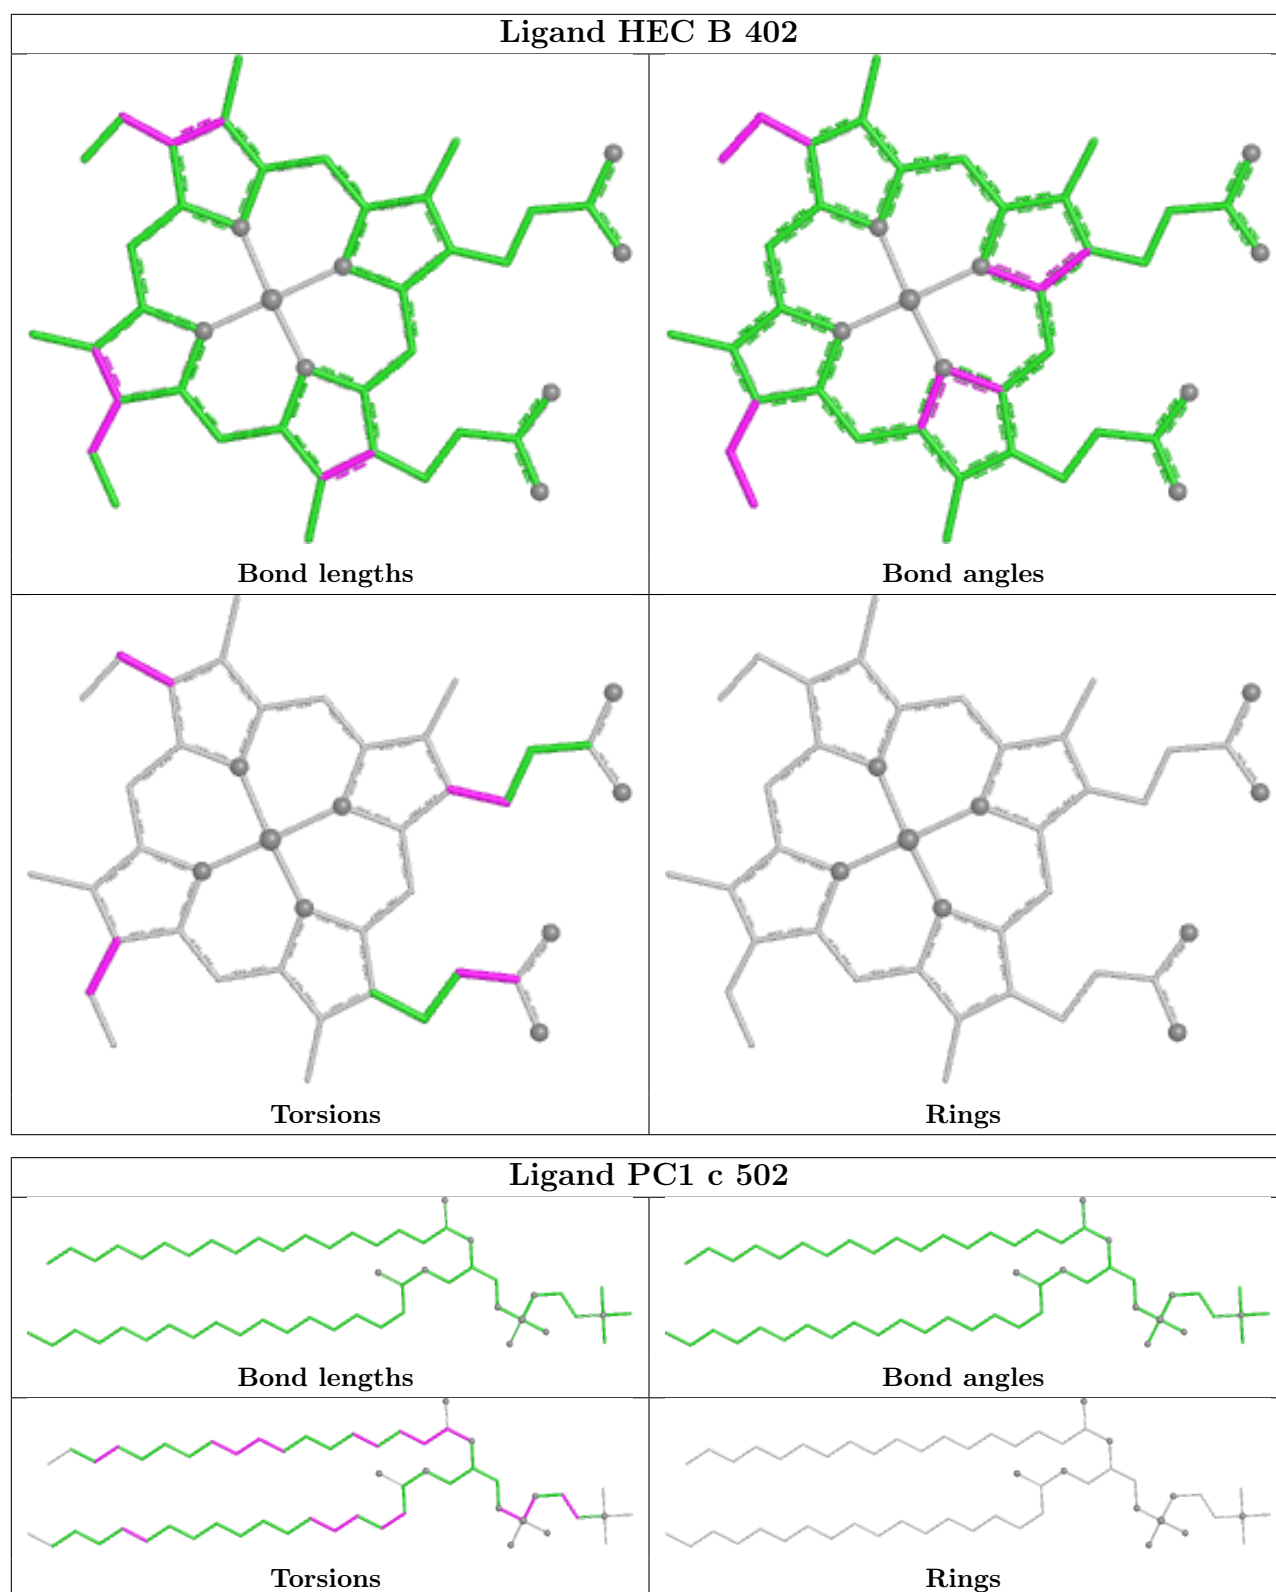 Ligand HEC B 402
Bond lengths
Bond angles
Torsions
Rings
Ligand PC1 c 502
Bond lengths
Bond angles
Torsions
Rings